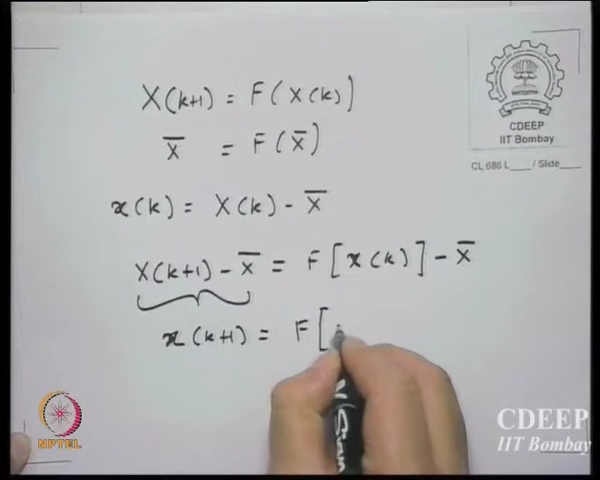 X(k+1) = F(X(k))
X̅ = F(X̅)
x(k) = X(k) - X̅
X(k+1) - X̅ = F[x(k)] - X̅
x(k+1) = F[
CDEEP
IIT Bombay
CL 686 L___ / Slide___
NPTEL
CDEEP
IIT Bombay